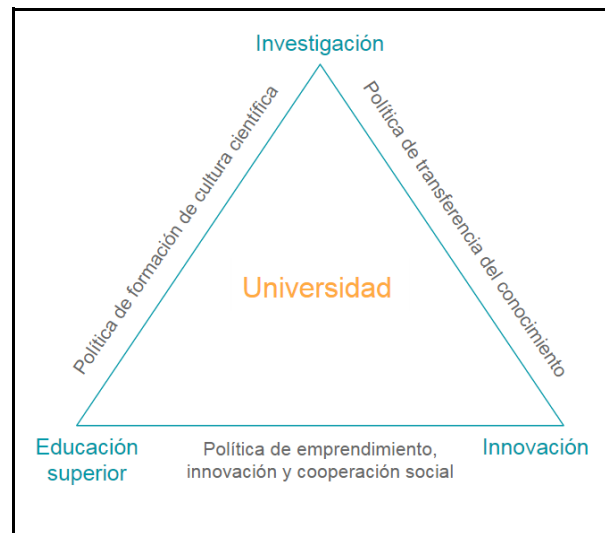 Investigación
Política de formación de cultura científica
Política de transferencia del conocimiento
Universidad
Educación
superior
Política de emprendimiento,
innovación y cooperación social
Innovación